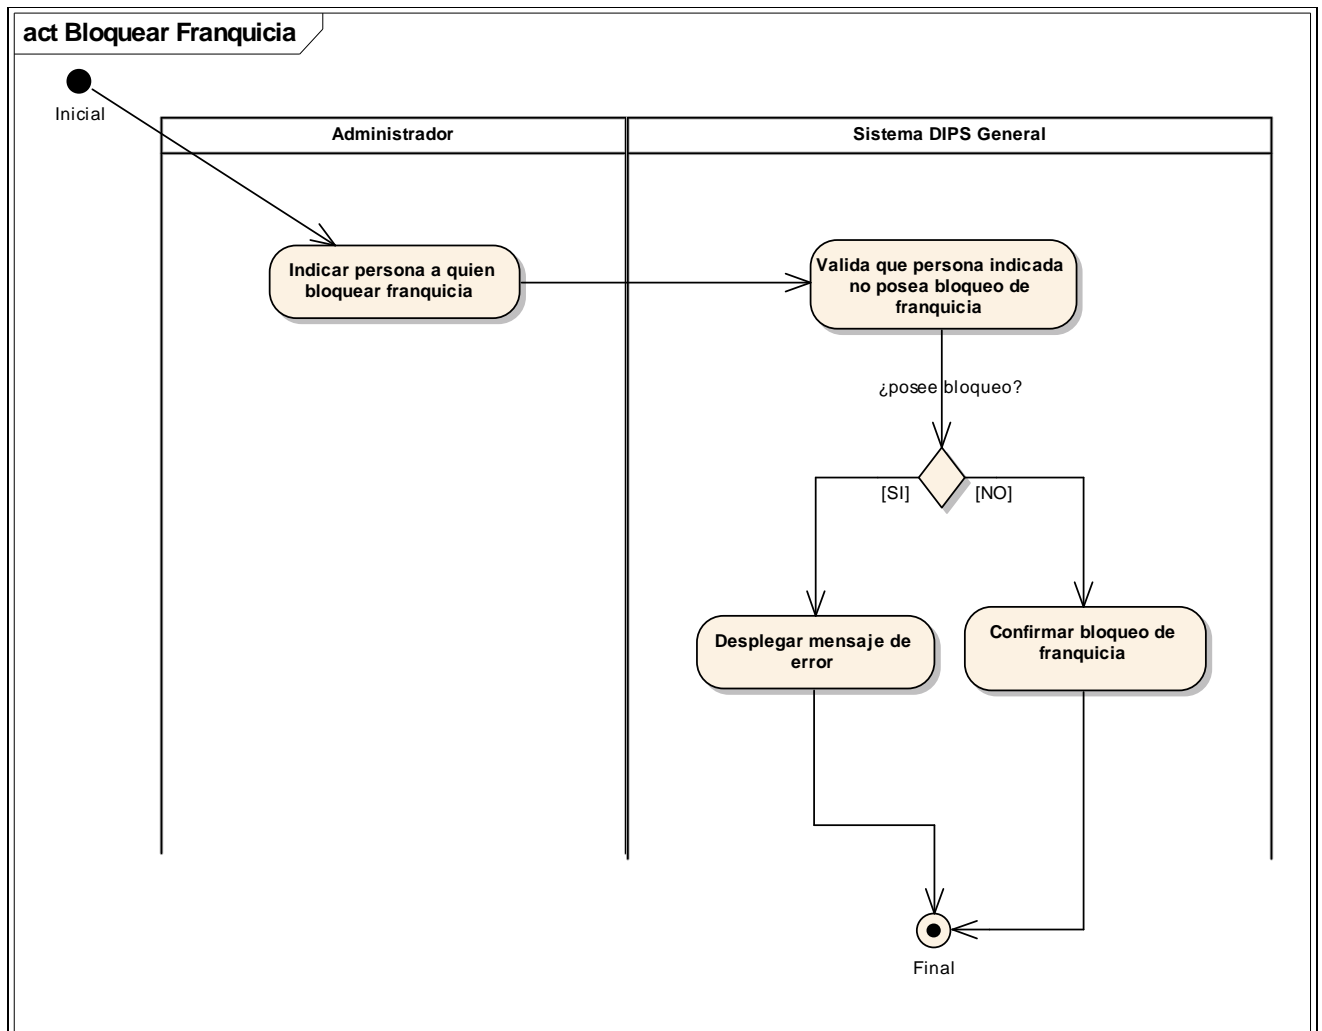 act Bloquear Franquicia
Inicial
Administrador
Sistema DIPS General
Indicar persona a quien
bloquear franquicia
Valida que persona indicada
no posea bloqueo de
franquicia
¿posee bloqueo?
[SI]
[NO]
Desplegar mensaje de
error
Confirmar bloqueo de
franquicia
Final